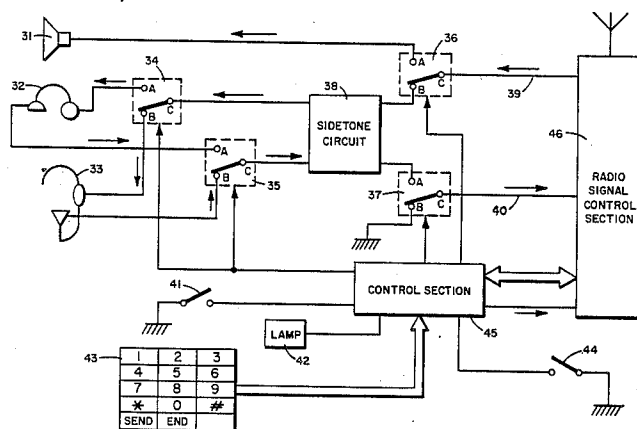 31
36
A
C
B
39
34
32
A
C
B
38
SIDETONE
CIRCUIT
46
RADIO
SIGNAL
CONTROL
SECTION
33
A
C
B
35
A
37
C
B
40
41
CONTROL SECTION
45
LAMP
42
44
43
1 2 3
4 5 6
7 8 9
* 0 #
SEND END